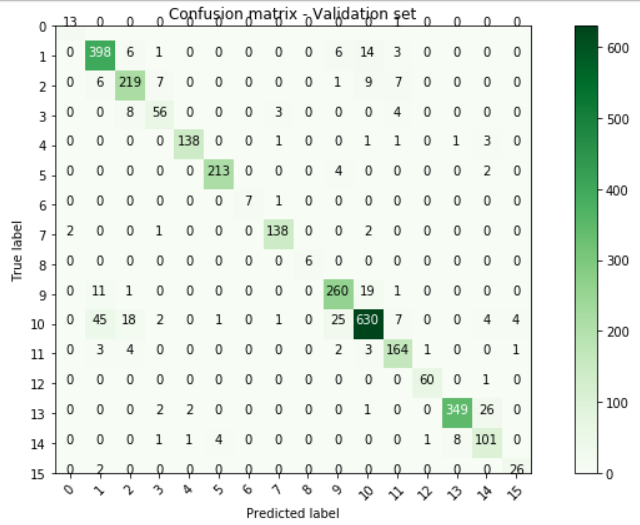 Confusion matrix - Validation set
0 13 0 0 0 0 0 0 0 0 0 0 1 0 0 0 0
1 0 398 6 1 0 0 0 0 0 6 14 3 0 0 0 0
2 0 6 219 7 0 0 0 0 0 1 9 7 0 0 0 0
3 0 0 8 56 0 0 0 3 0 0 0 4 0 0 0 0
4 0 0 0 0 138 0 0 1 0 0 1 1 0 1 3 0
5 0 0 0 0 0 213 0 0 0 4 0 0 0 0 2 0
6 0 0 0 0 0 0 7 1 0 0 0 0 0 0 0 0
7 2 0 0 1 0 0 0 138 0 0 2 0 0 0 0 0
8 0 0 0 0 0 0 0 0 6 0 0 0 0 0 0 0
9 0 11 1 0 0 0 0 0 0 260 19 1 0 0 0 0
10 0 45 18 2 0 1 0 1 0 25 630 7 0 0 4 4
11 0 3 4 0 0 0 0 0 0 2 3 164 1 0 0 1
12 0 0 0 0 0 0 0 0 0 0 0 0 60 0 1 0
13 0 0 0 2 2 0 0 0 0 0 1 0 0 349 26 0
14 0 0 0 1 1 4 0 0 0 0 0 0 1 8 101 0
15 0 2 0 0 0 0 0 0 0 0 0 0 0 0 0 26
0 1 2 3 4 5 6 7 8 9 10 11 12 13 14 15
Predicted label
True label
600
500
400
300
200
100
0